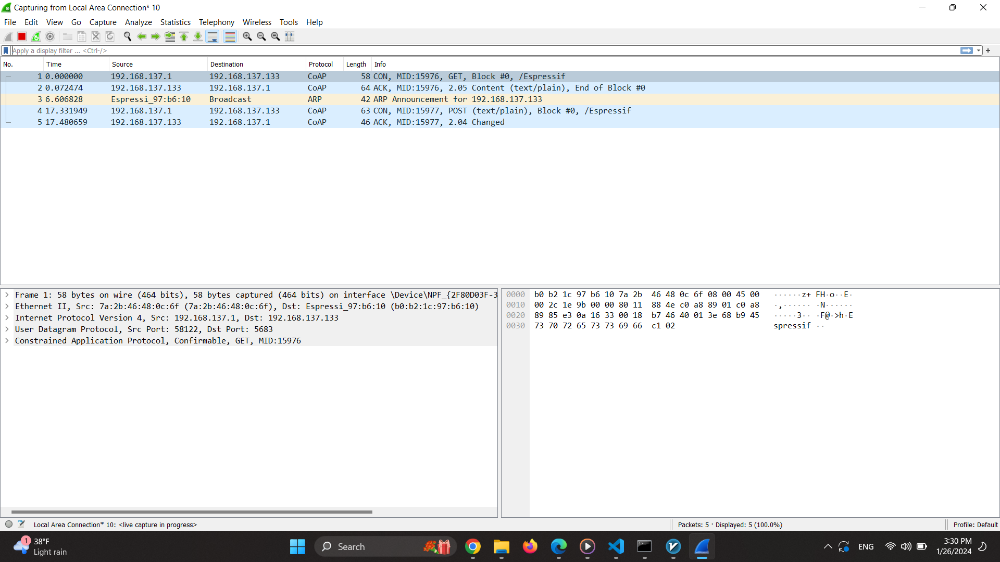 Capturing from Local Area Connection* 10
File Edit View Go Capture Analyze Statistics Telephony Wireless Tools Help
Apply a display filter ... <Ctrl-/>
No. Time Source Destination Protocol Length Info
1 0.000000 192.168.137.1 192.168.137.133 CoAP 58 CON, MID:15976, GET, Block #0, /Espressif
2 0.072474 192.168.137.133 192.168.137.1 CoAP 64 ACK, MID:15976, 2.05 Content (text/plain), End of Block #0
3 6.606828 Espressi_97:b6:10 Broadcast ARP 42 ARP Announcement for 192.168.137.133
4 17.331949 192.168.137.1 192.168.137.133 CoAP 63 CON, MID:15977, POST (text/plain), Block #0, /Espressif
5 17.480659 192.168.137.133 192.168.137.1 CoAP 46 ACK, MID:15977, 2.04 Changed
Frame 1: 58 bytes on wire (464 bits), 58 bytes captured (464 bits) on interface \Device\NPF_{2F80D03F-3
Ethernet II, Src: 7a:2b:46:48:0c:6f (7a:2b:46:48:0c:6f), Dst: Espressi_97:b6:10 (b0:b2:1c:97:b6:10)
Internet Protocol Version 4, Src: 192.168.137.1, Dst: 192.168.137.133
User Datagram Protocol, Src Port: 58122, Dst Port: 5683
Constrained Application Protocol, Confirmable, GET, MID:15976
0000 b0 b2 1c 97 b6 10 7a 2b 46 48 0c 6f 08 00 45 00 ······z+ FH·o··E·
0010 00 2c 1e 9b 00 00 80 11 88 4e c0 a8 89 01 c0 a8 ·,······ ·N······
0020 89 85 e3 0a 16 33 00 18 b7 46 40 01 3e 68 b9 45 ·····3·· ·F@·>h·E
0030 73 70 72 65 73 73 69 66 c1 02 spressif ··
Local Area Connection* 10: <live capture in progress>
Packets: 5 · Displayed: 5 (100.0%)
Profile: Default
1
38°F
Light rain
Search
ENG
3:30 PM
1/26/2024